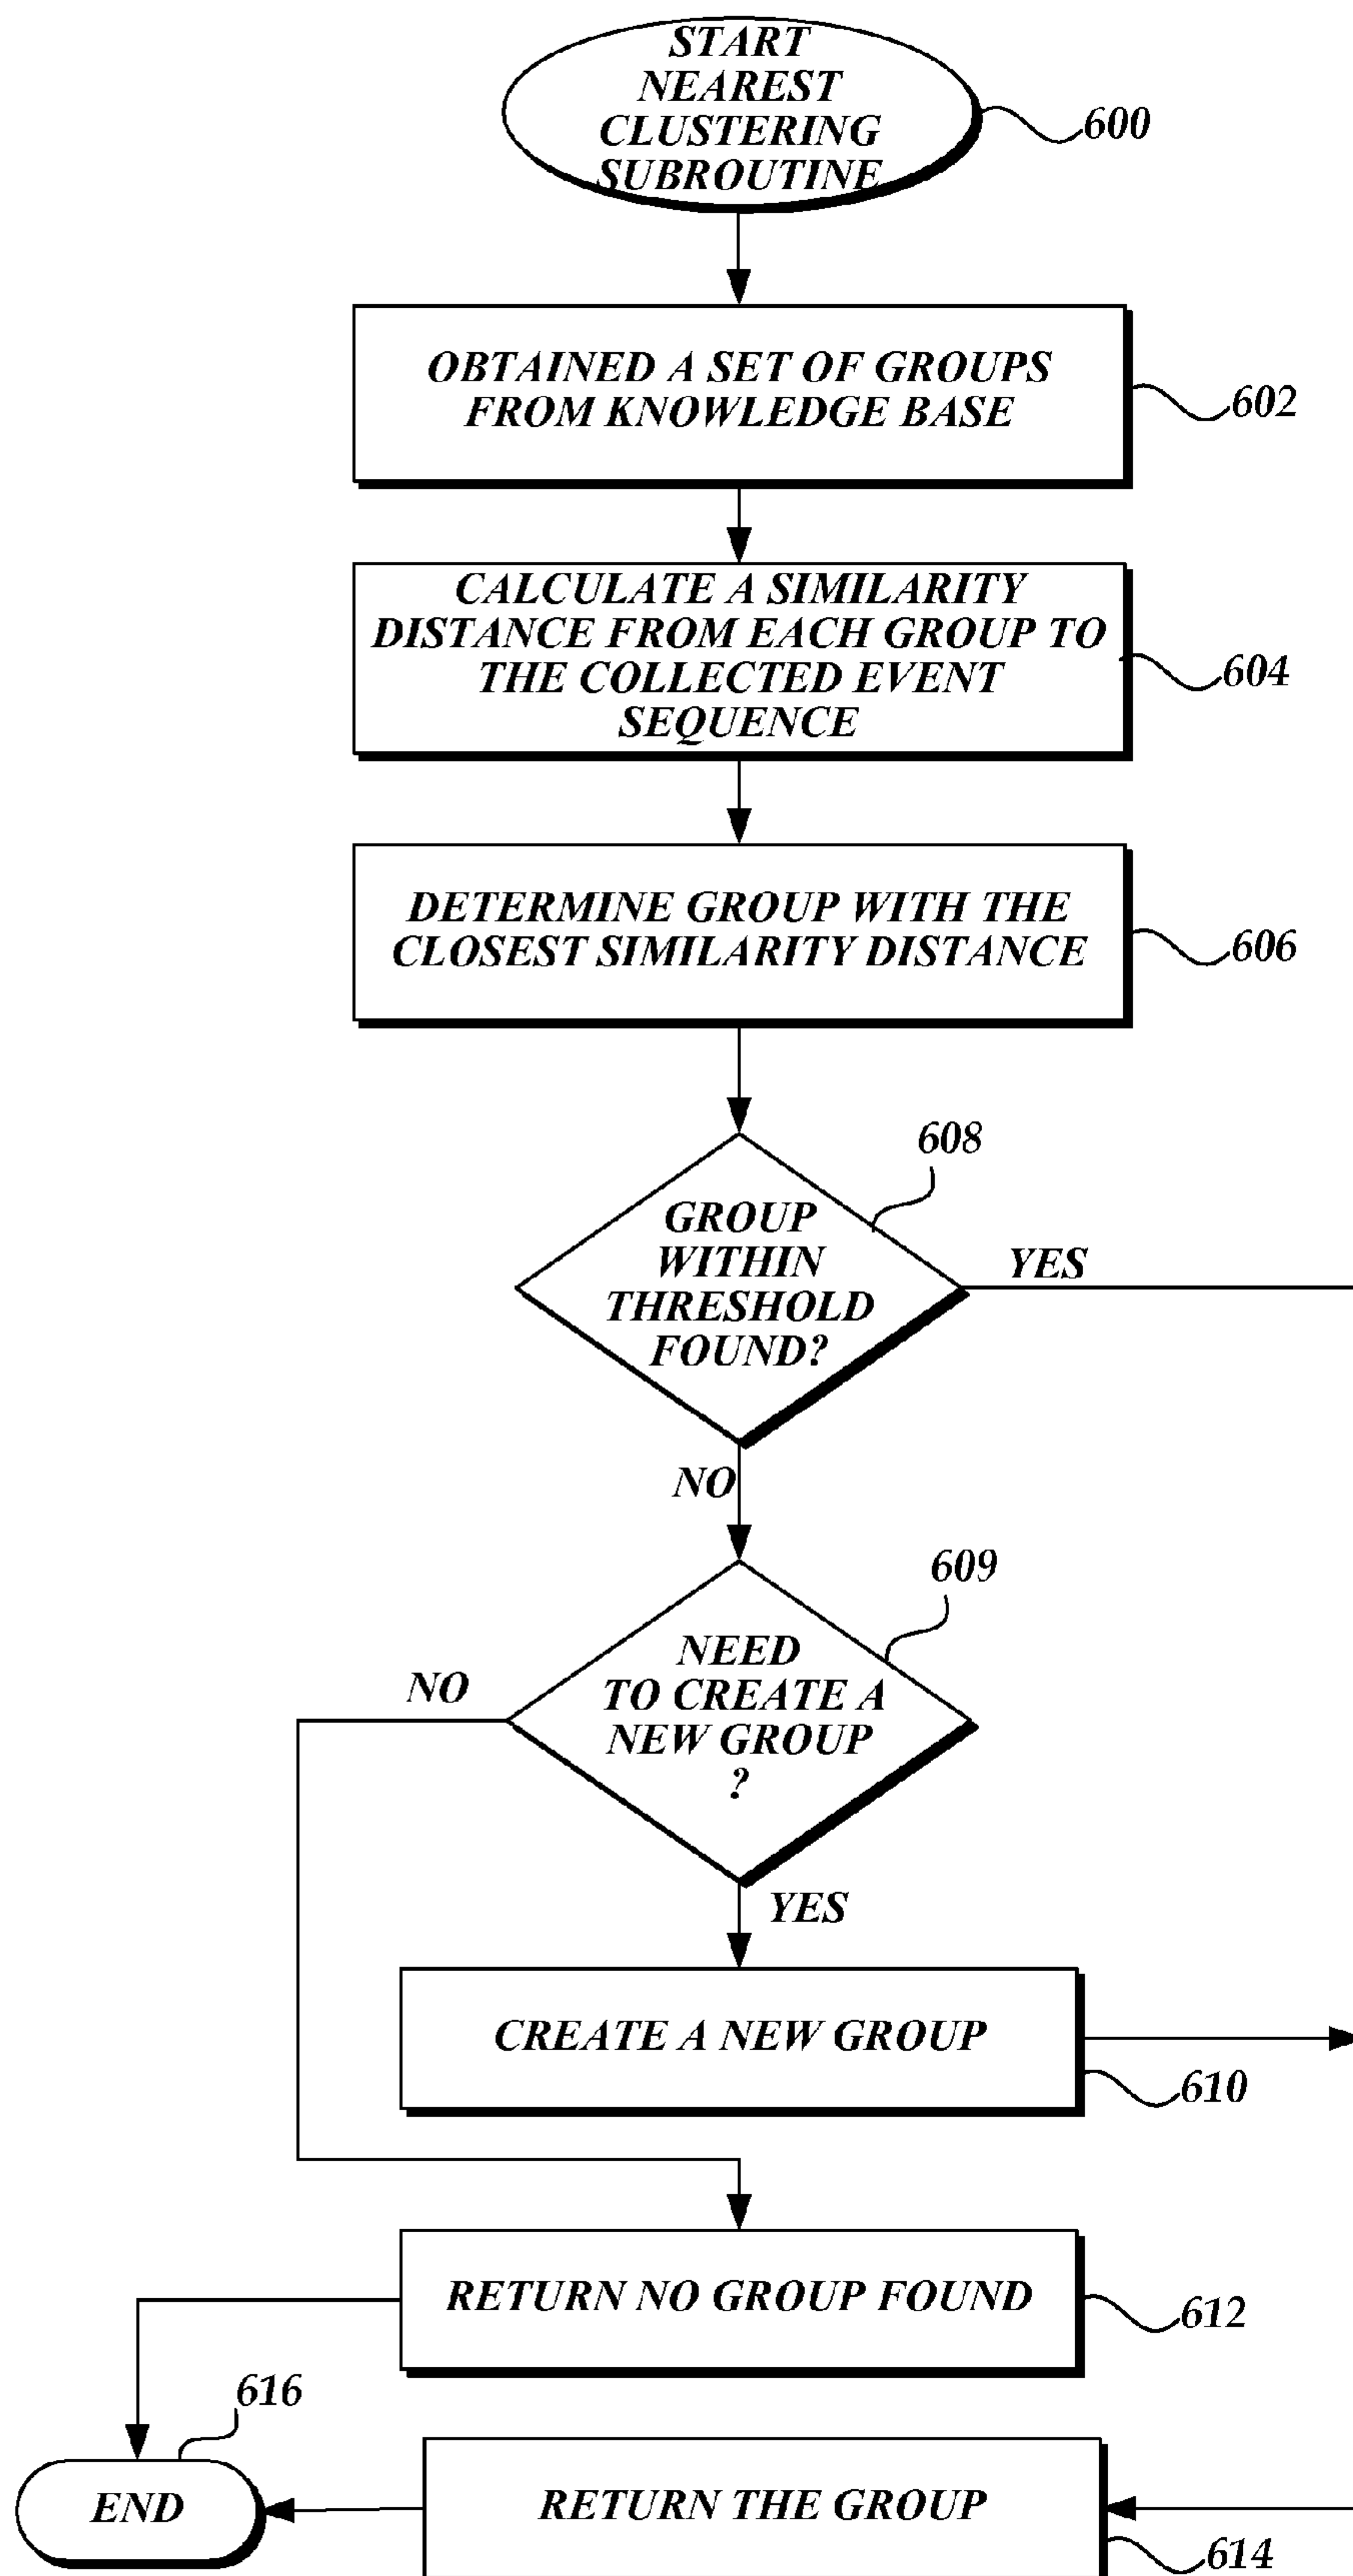 START
NEAREST
CLUSTERING
SUBROUTINE
600
OBTAINED A SET OF GROUPS
FROM KNOWLEDGE BASE
602
CALCULATE A SIMILARITY
DISTANCE FROM EACH GROUP TO
THE COLLECTED EVENT
SEQUENCE
604
DETERMINE GROUP WITH THE
CLOSEST SIMILARITY DISTANCE
606
608
GROUP
WITHIN
THRESHOLD
FOUND?
YES
NO
609
NEED
TO CREATE A
NEW GROUP
?
NO
YES
CREATE A NEW GROUP
610
RETURN NO GROUP FOUND
612
616
END
RETURN THE GROUP
614